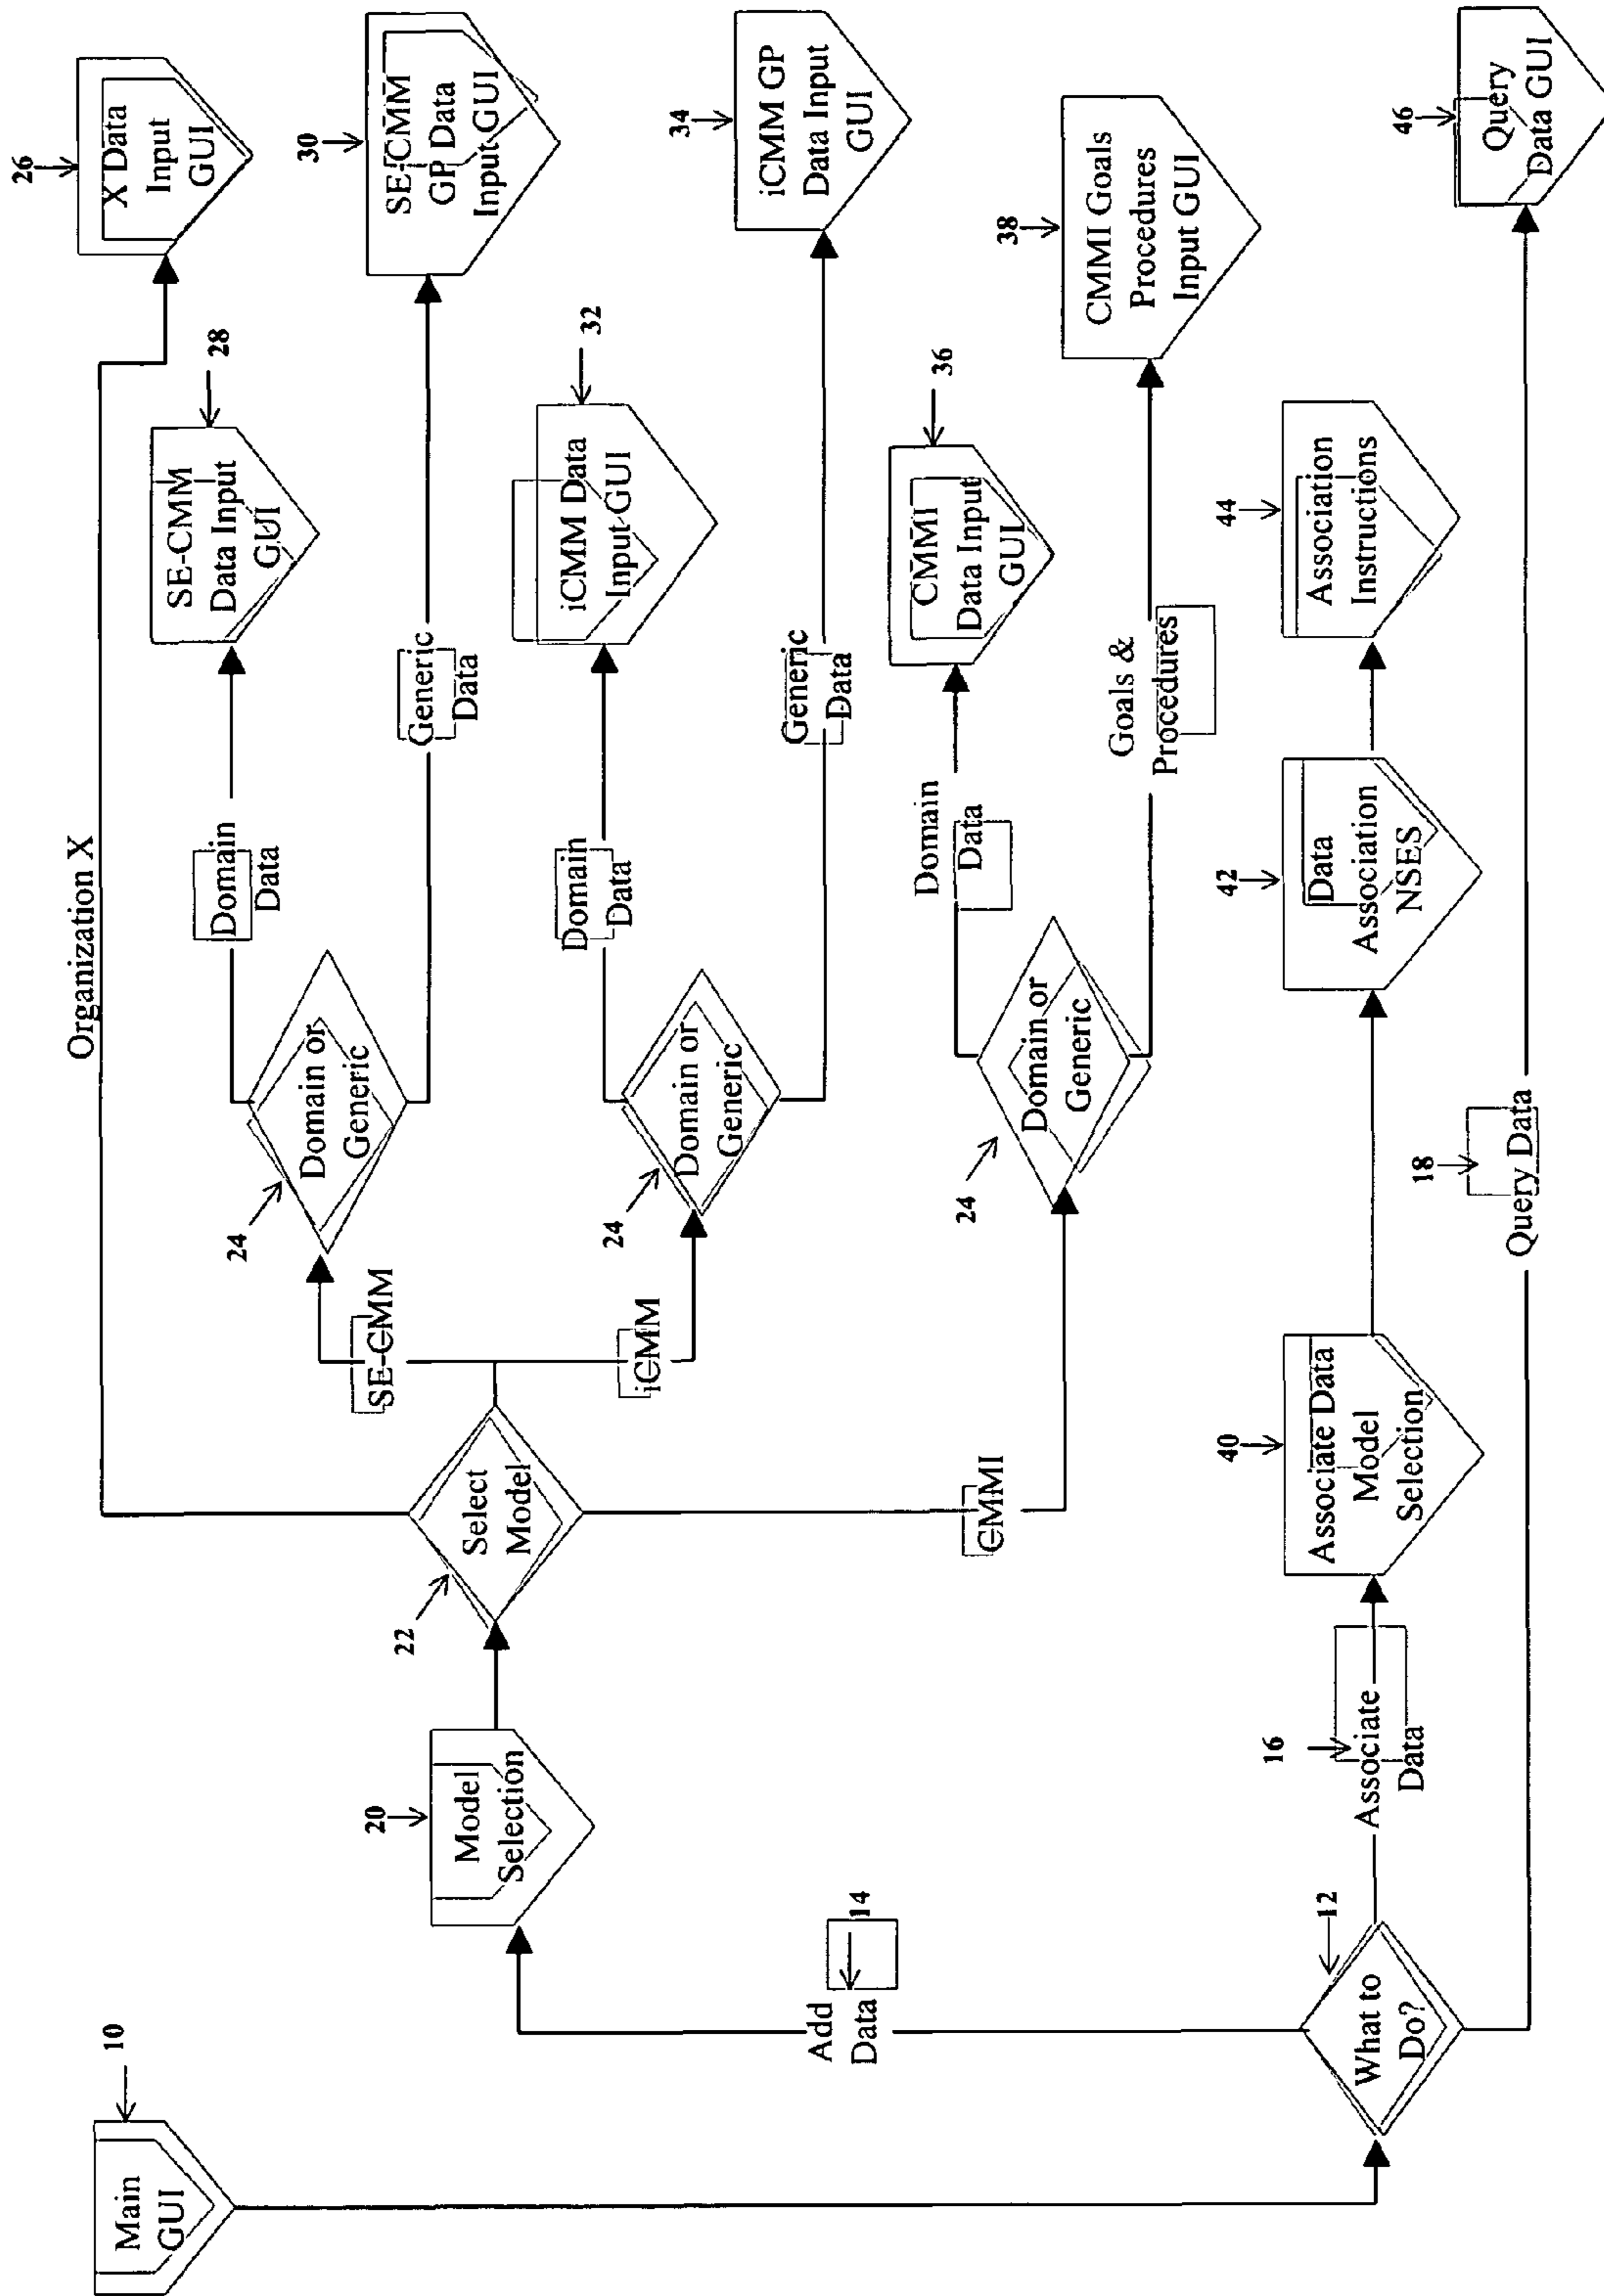 Main
GUI
10
What to
Do?
12
Add
Data
14
Model
Selection
20
Select
Model
22
Organization X
X Data
Input
GUI
26
SE-CMM
Domain or
Generic
24
Domain
Data
SE-CMM
Data Input
GUI
28
Generic
Data
SE-CMM
GP Data
Input GUI
30
iCMM
Domain or
Generic
24
Domain
Data
iCMM Data
Input GUI
32
Generic
Data
iCMM GP
Data Input
GUI
34
CMMI
Domain or
Generic
24
Domain
Data
CMMI
Data Input
GUI
36
Goals &
Procedures
CMMI Goals
Procedures
Input GUI
38
Associate
Data
16
Associate Data
Model
Selection
40
Data
Association
NSES
42
Association
Instructions
44
Query Data
18
Query
Data GUI
46